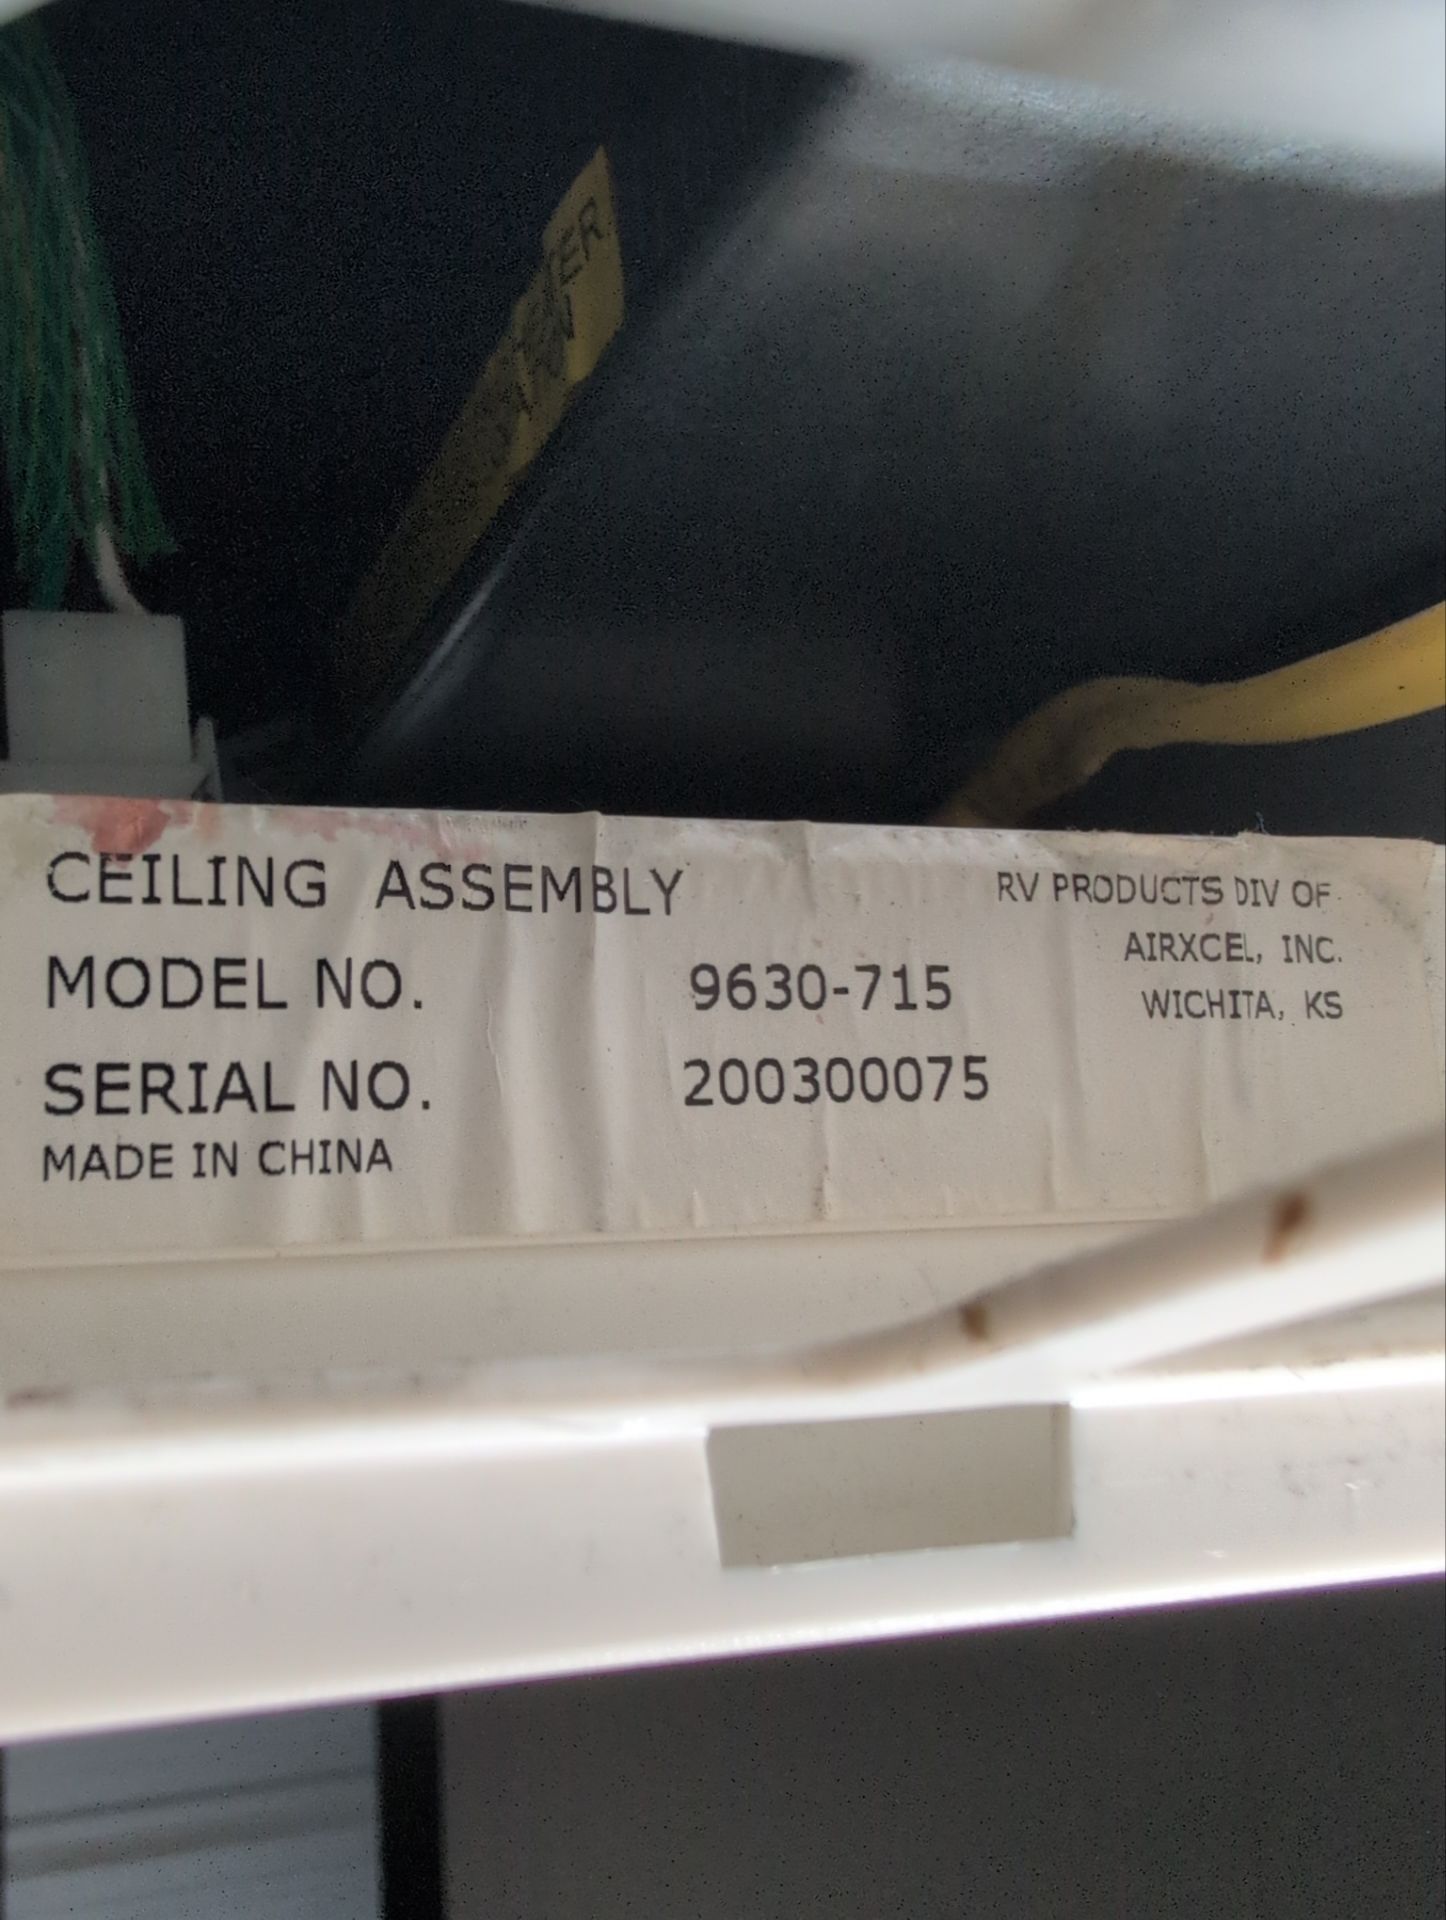 CEILING ASSEMBLY
RV PRODUCTS DIV OF
AIRXCEL, INC.
WICHITA, KS
MODEL NO. 9630-715
SERIAL NO. 200300075
MADE IN CHINA